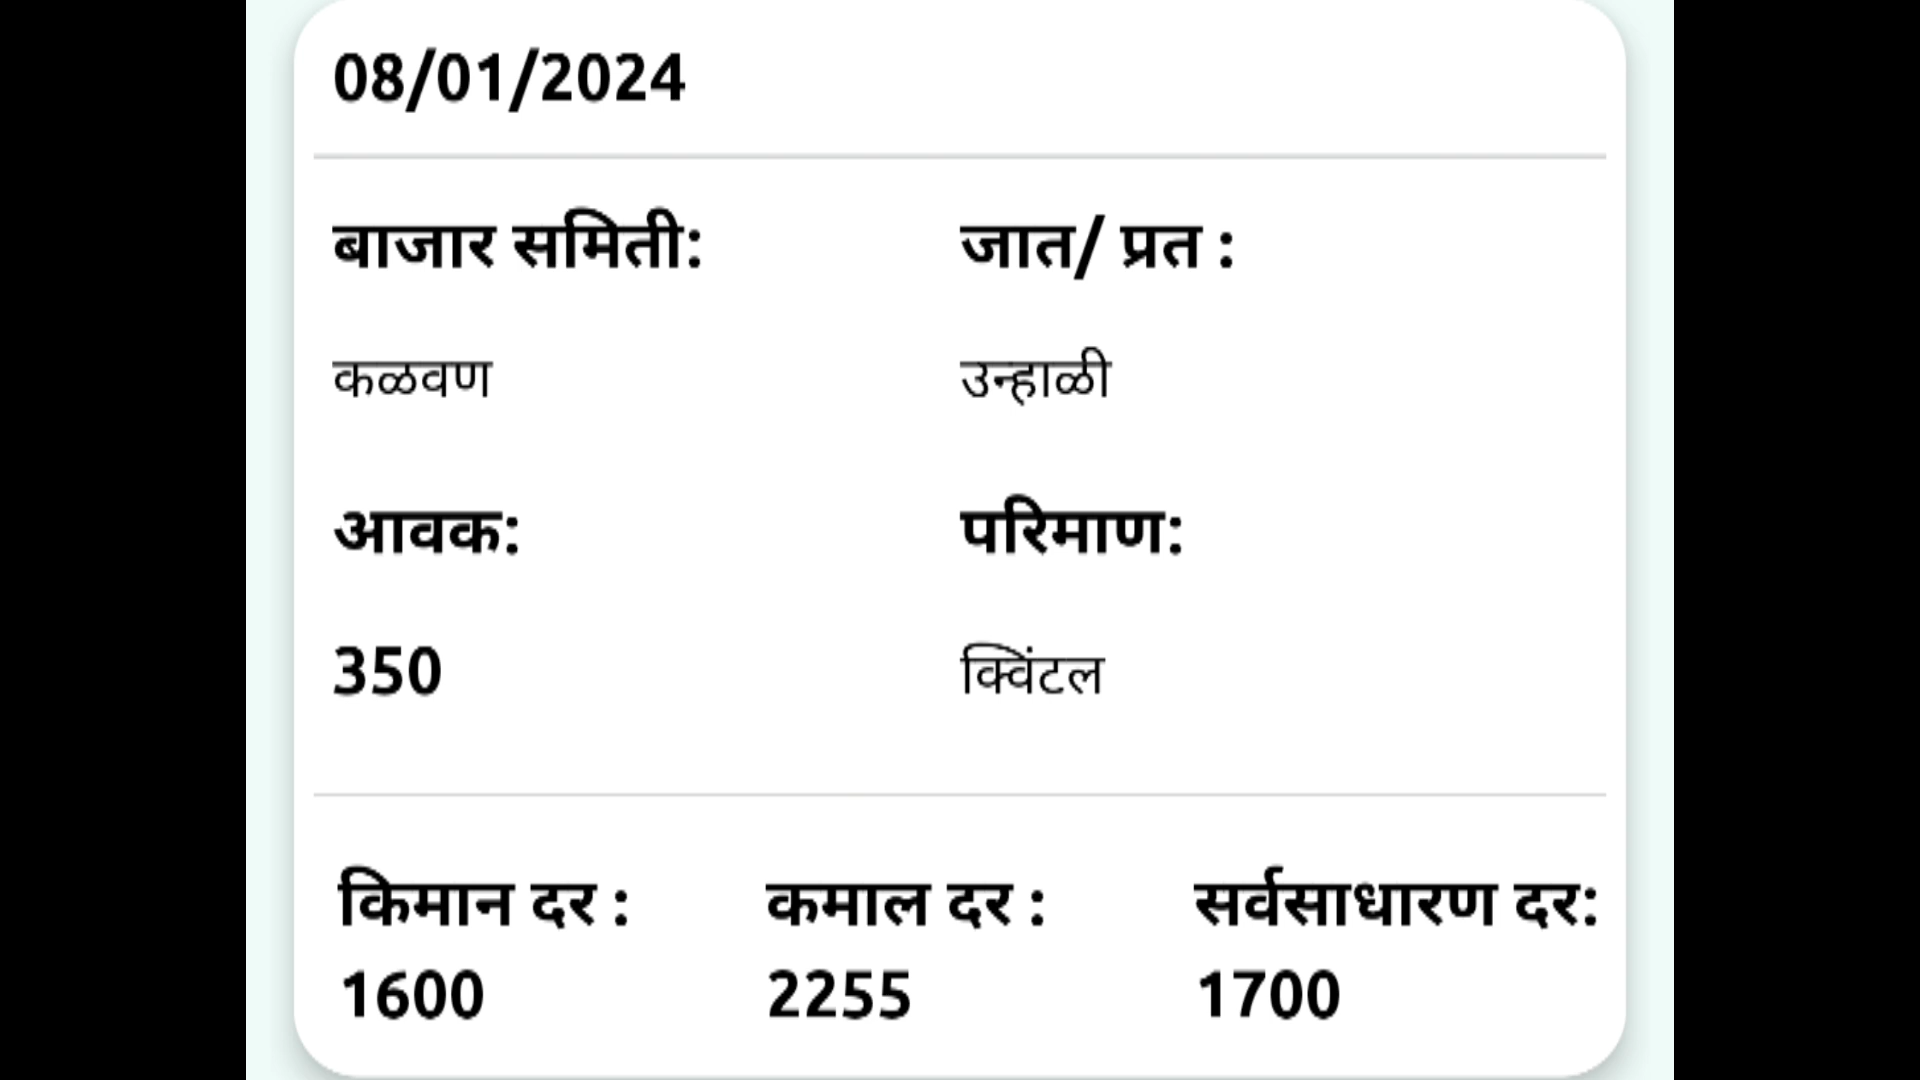 08/01/2024
बाजार समिती: जात/ प्रत :
कळवण उन्हाळी
आवक: परिमाण:
350 क्विंटल
किमान दर : कमाल दर : सर्वसाधारण दर:
1600 2255 1700